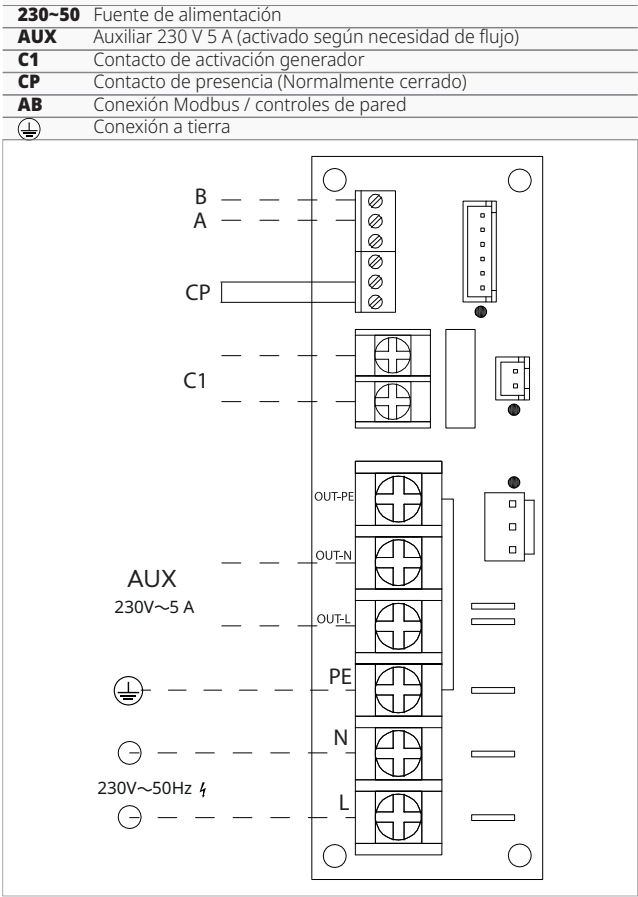 230~50 Fuente de alimentación
AUX Auxiliar 230 V 5 A (activado según necesidad de flujo)
C1 Contacto de activación generador
CP Contacto de presencia (Normalmente cerrado)
AB Conexión Modbus / controles de pared
Conexión a tierra
B
A
CP
C1
OUT-PE
OUT-N
AUX
230V~5 A
OUT-L
PE
N
230V~50Hz
L